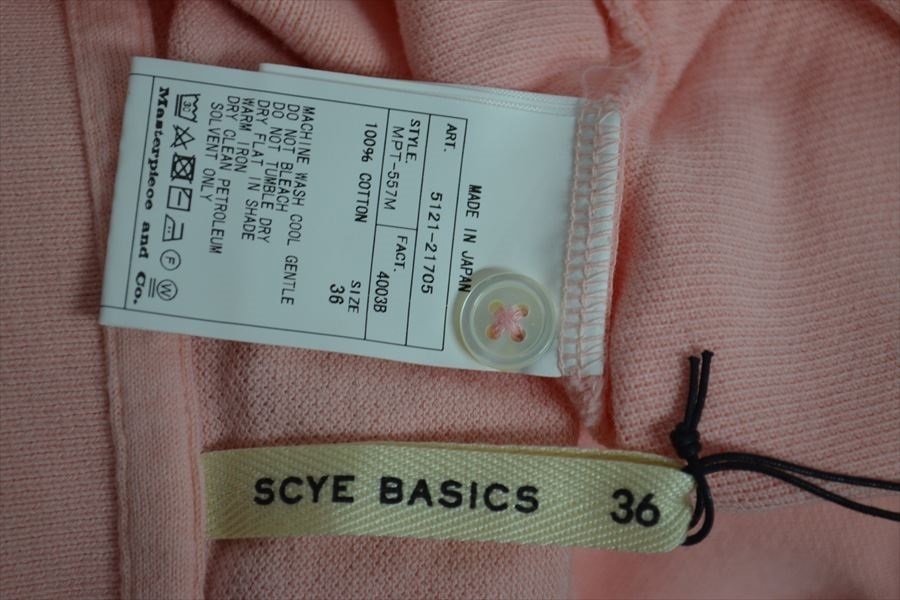 MADE IN JAPAN
ART. 5121-21705
STYLE. FACT.
MPT-557M 4003B
100% COTTON SIZE
36
MACHINE WASH COOL GENTLE
DO NOT BLEACH
DO NOT TUMBLE DRY
DRY FLAT IN SHADE
WARM IRON
DRY CLEAN PETROLEUM
SOLVENT ONLY
30 F W
Masterpiece and Co.
SCYE BASICS 36